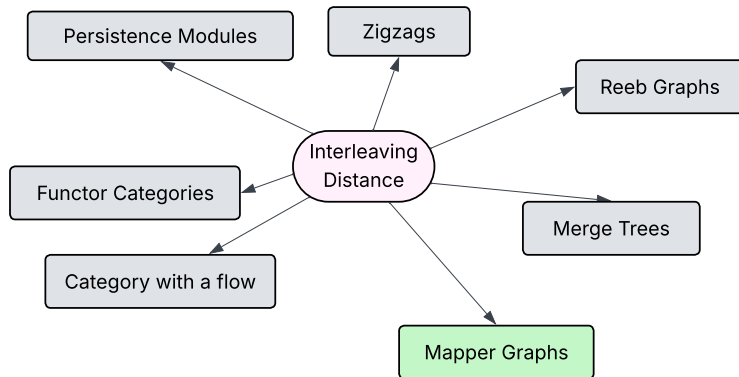 Persistence Modules
Zigzags
Reeb Graphs
Interleaving
Distance
Functor Categories
Merge Trees
Category with a flow
Mapper Graphs